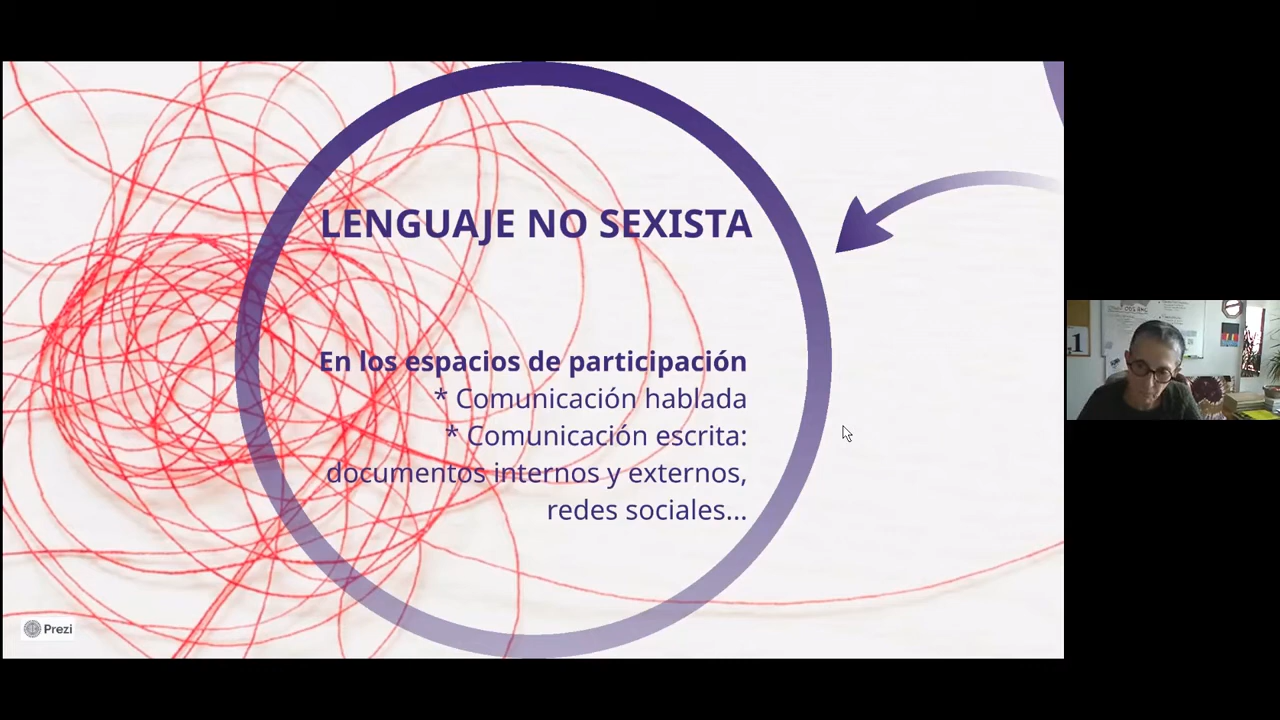 LENGUAJE NO SEXISTA
En los espacios de participación
* Comunicación hablada
* Comunicación escrita:
documentos internos y externos,
redes sociales...
Prezi